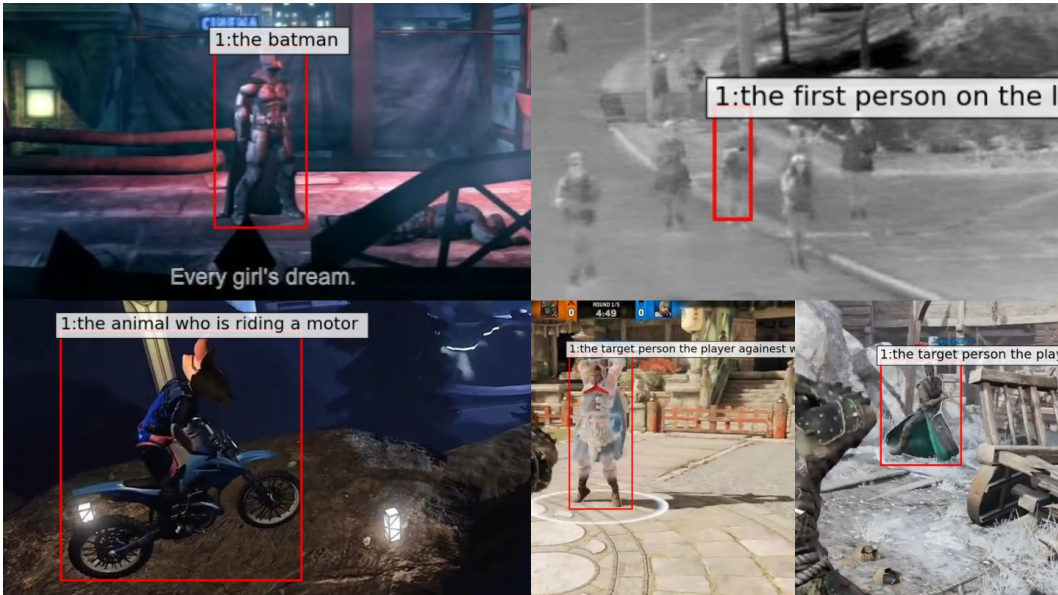 CINEMA
1:the batman
Every girl's dream.
1:the first person on the l
1:the animal who is riding a motor
0
ROUND 1/5
4:49
0
1:the target person the player againest w
1:the target person the play